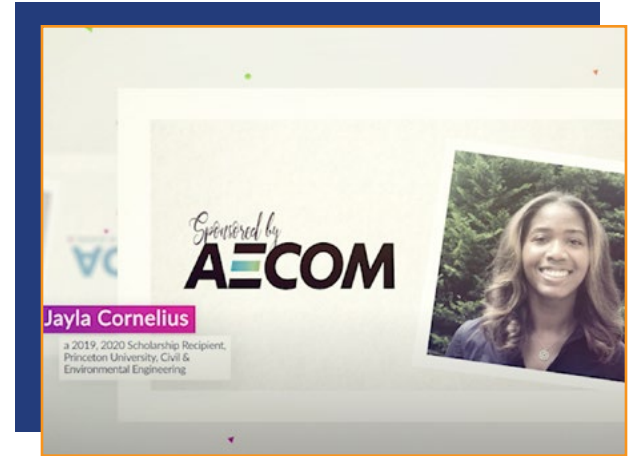 Sponsored by
AECOM
Jayla Cornelius
a 2019, 2020 Scholarship Recipient,
Princeton University, Civil &
Environmental Engineering